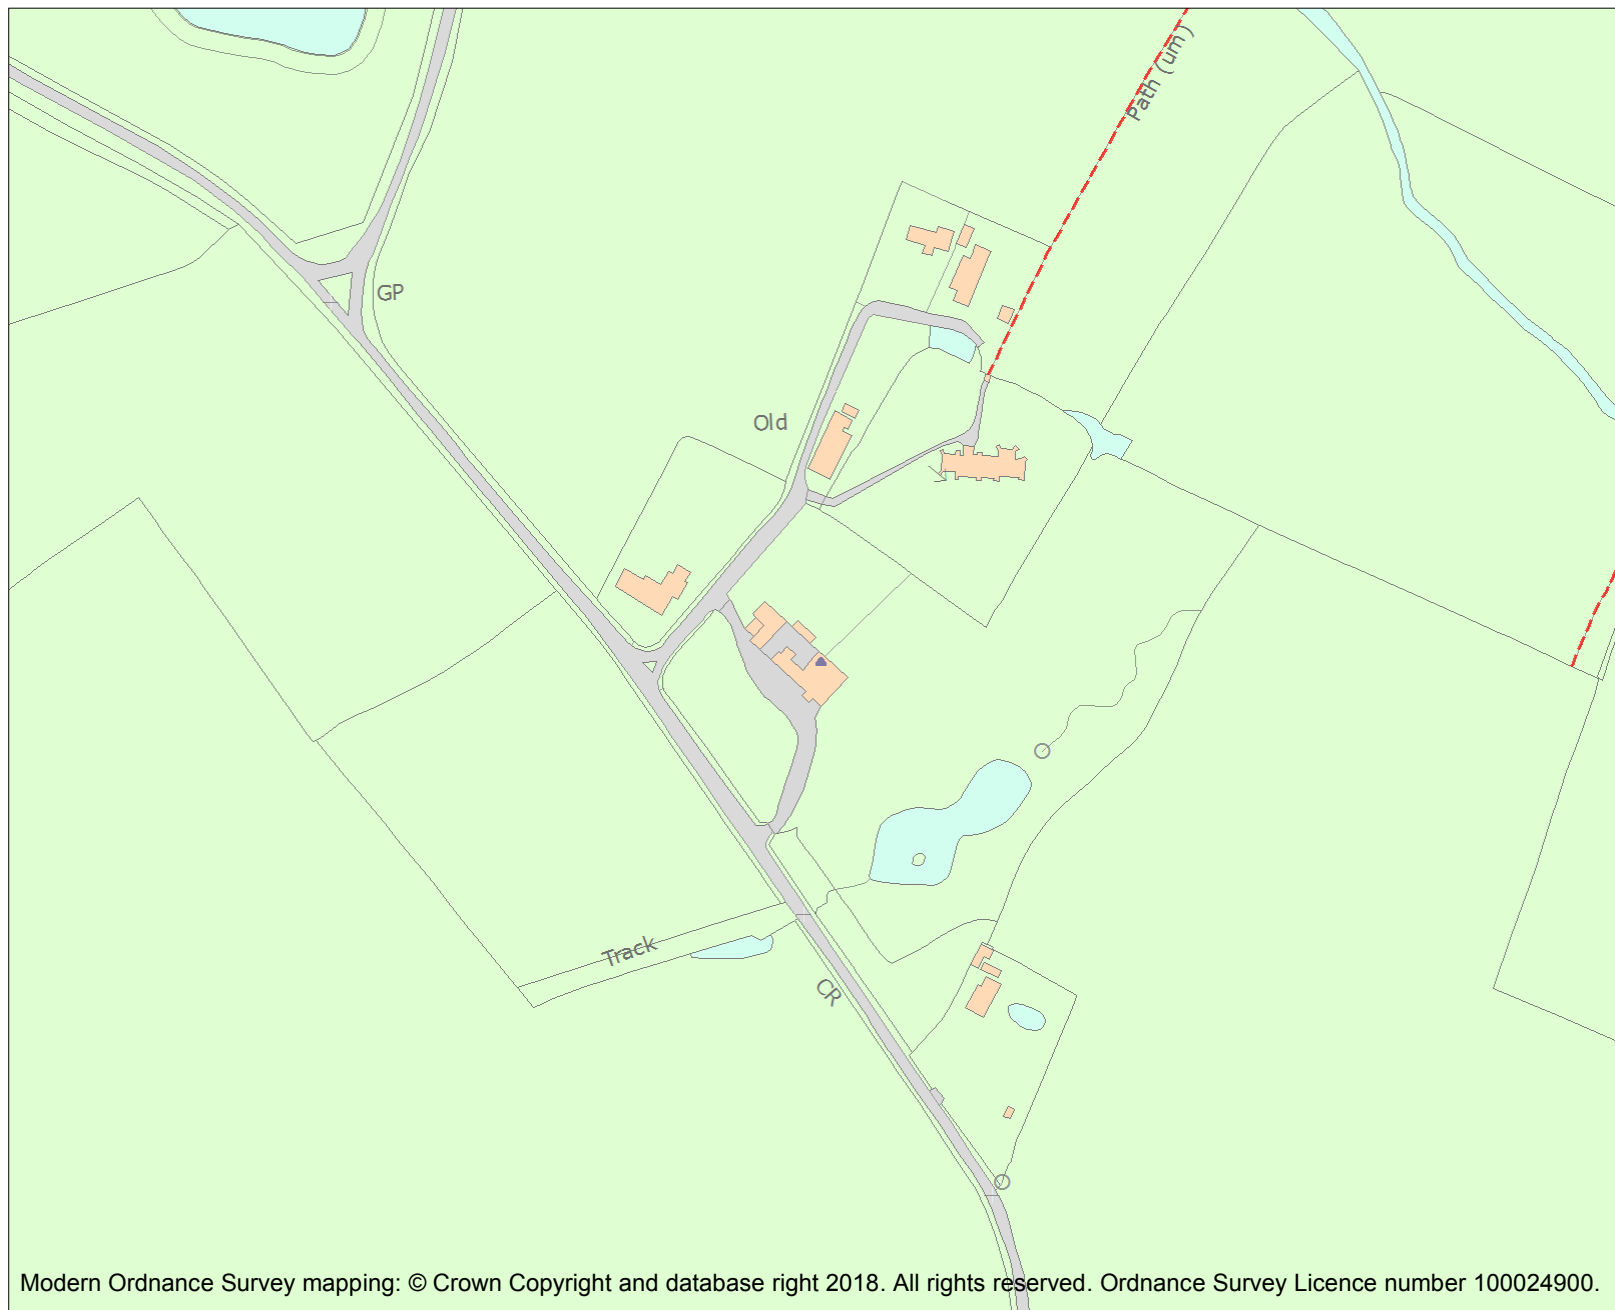 Path (um)
GP
Old
Track
CR
Modern Ordnance Survey mapping: © Crown Copyright and database right 2018. All rights reserved. Ordnance Survey Licence number 100024900.